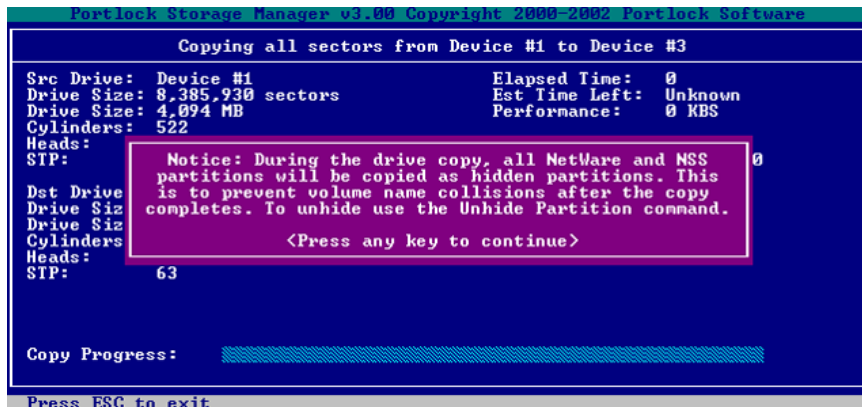 Portlock Storage Manager v3.00 Copyright 2000-2002 Portlock Software
Copying all sectors from Device #1 to Device #3
Src Drive: Device #1 Elapsed Time: 0
Drive Size: 8,385,930 sectors Est Time Left: Unknown
Drive Size: 4,094 MB Performance: 0 KBS
Cylinders: 522
Heads:
STP: 0
Notice: During the drive copy, all NetWare and NSS
partitions will be copied as hidden partitions. This
is to prevent volume name collisions after the copy
completes. To unhide use the Unhide Partition command.
<Press any key to continue>
Dst Drive
Drive Siz
Drive Siz
Cylinders
Heads:
STP: 63
Copy Progress:
Press ESC to exit